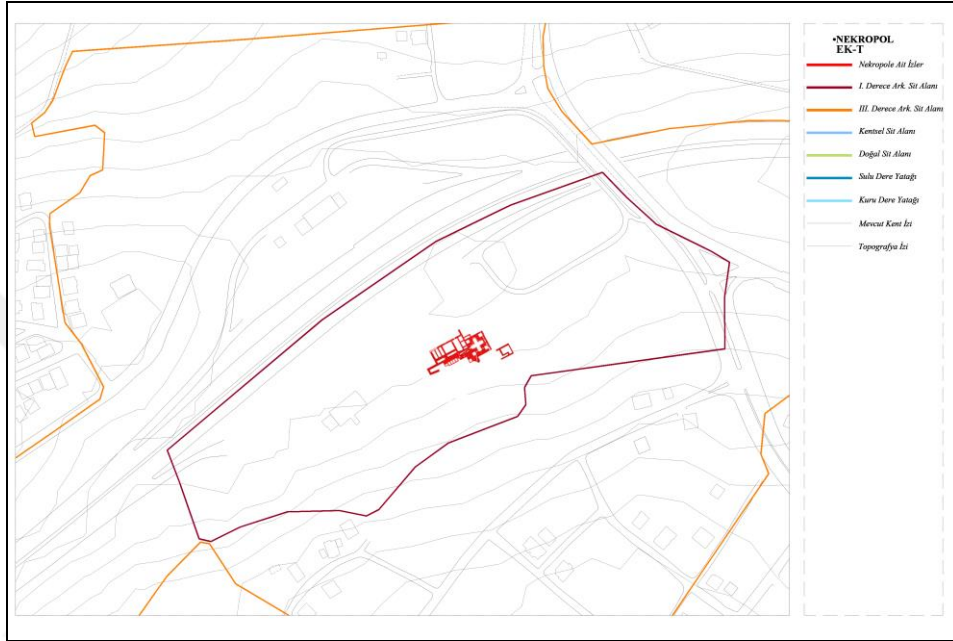 •NEKROPOL
EK-T
Nekropole Ait İzler
I. Derece Ark. Sit Alanı
III. Derece Ark. Sit Alanı
Kentsel Sit Alanı
Doğal Sit Alanı
Sulu Dere Yatağı
Kuru Dere Yatağı
Mevcut Kent İzi
Topografya İzi